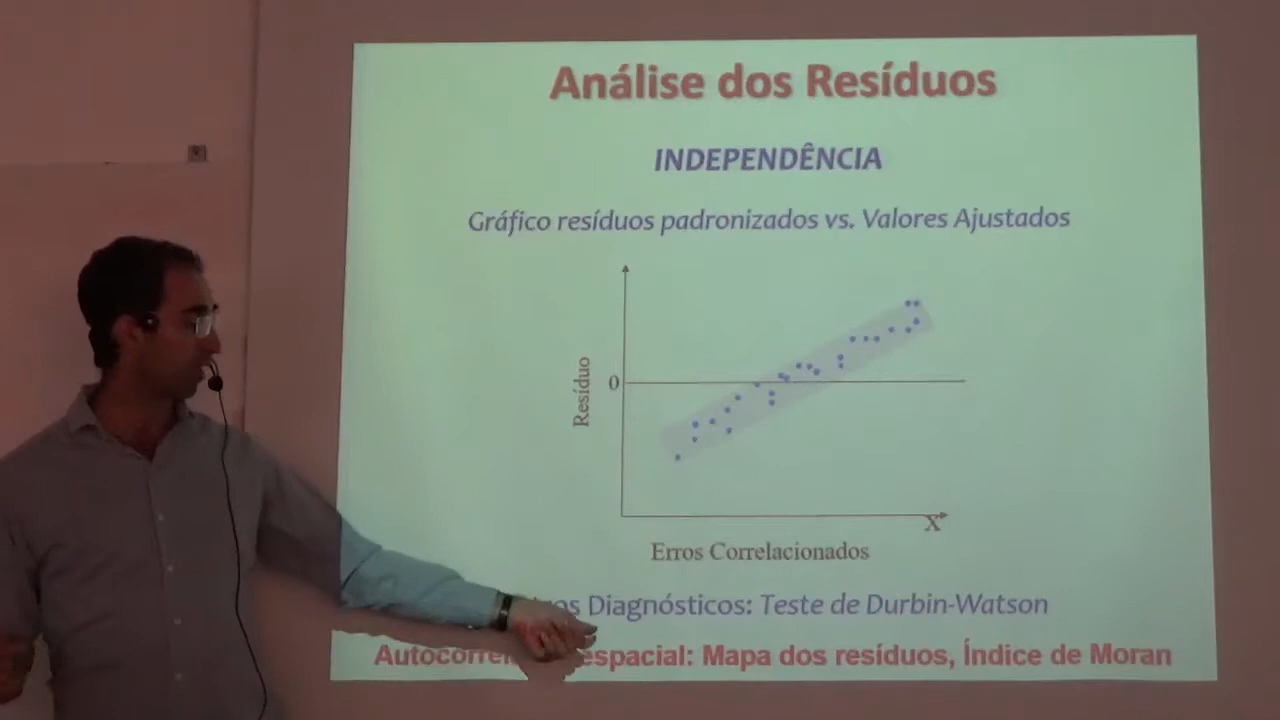 Análise dos Resíduos
INDEPENDÊNCIA
Gráfico resíduos padronizados vs. Valores Ajustados
Resíduo
0
X
Erros Correlacionados
Diagnósticos: Teste de Durbin-Watson
espacial: Mapa dos resíduos, Índice de Moran